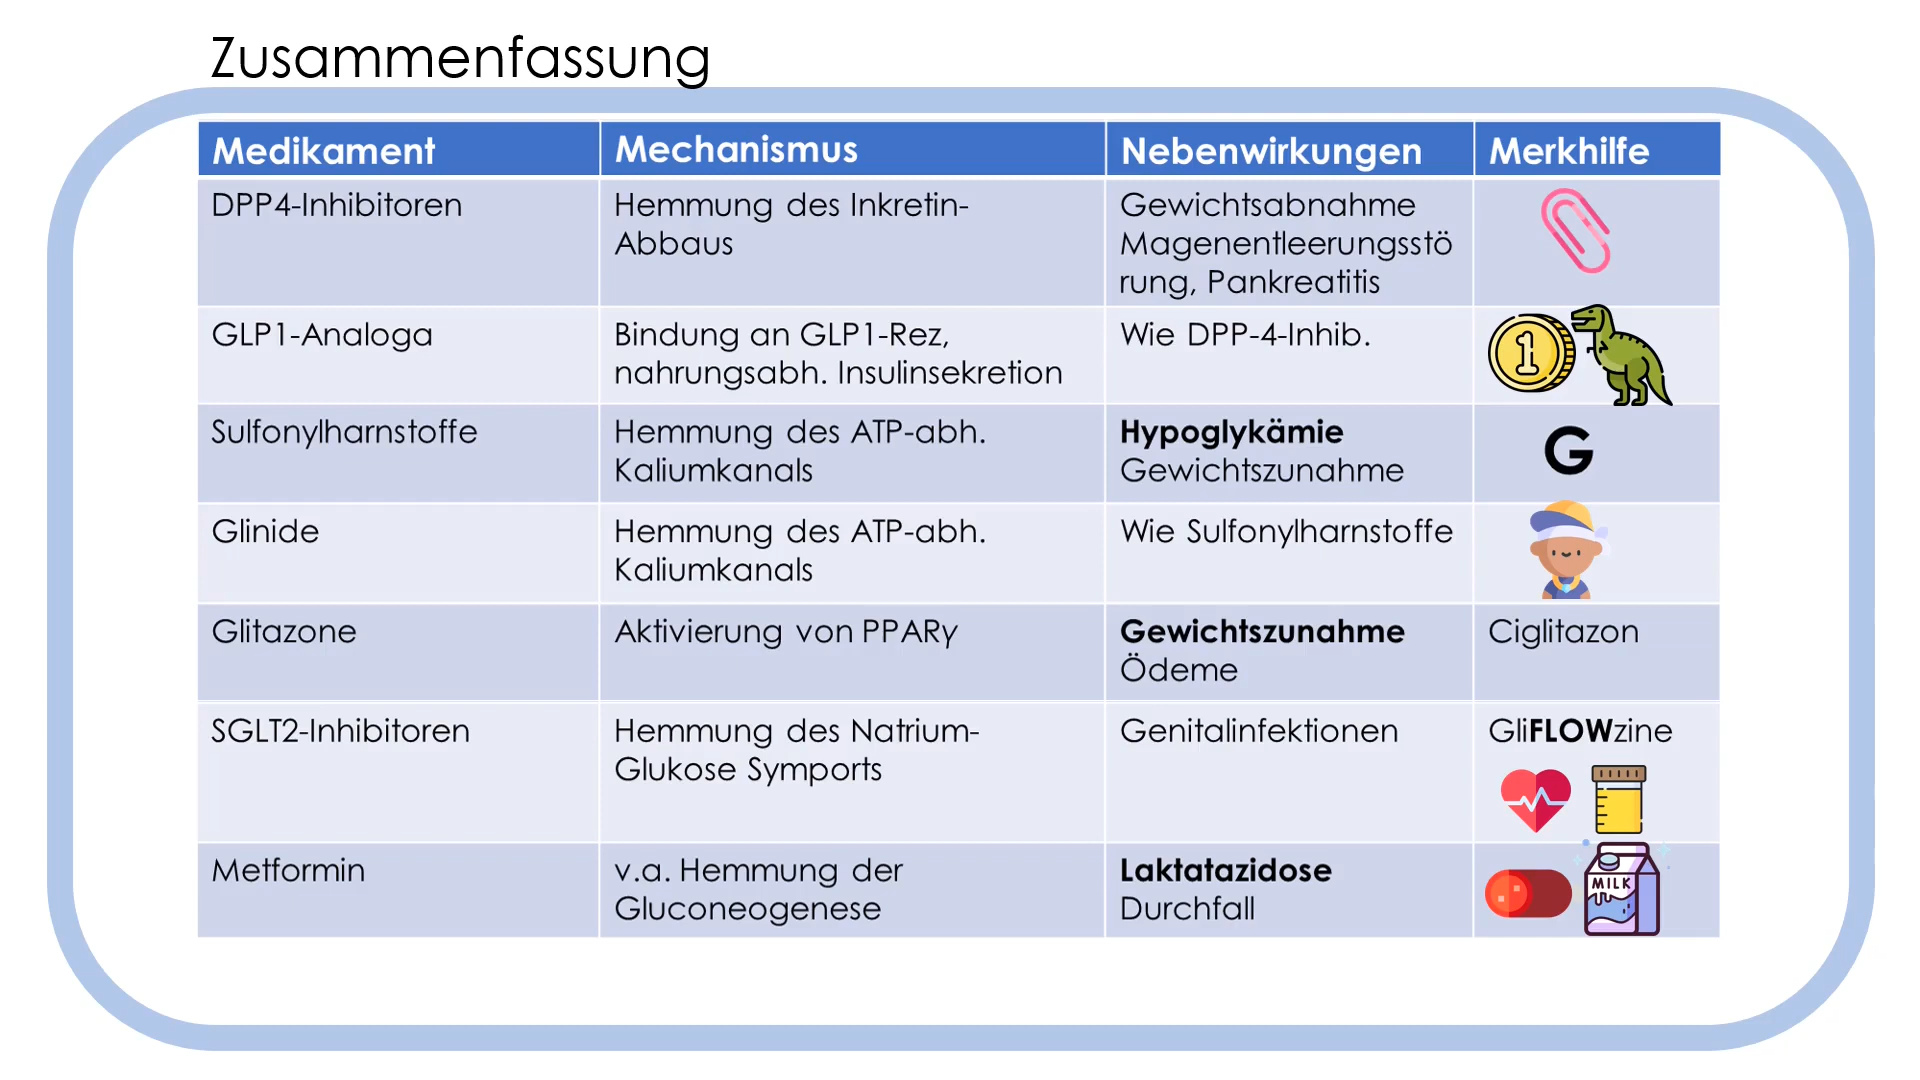 Zusammenfassung
Medikament Mechanismus Nebenwirkungen Merkhilfe
DPP4-Inhibitoren
Hemmung des Inkretin-
Abbaus
Gewichtsabnahme
Magenentleerungsstö
rung, Pankreatitis
GLP1-Analoga
Bindung an GLP1-Rez,
nahrungsabh. Insulinsekretion
Wie DPP-4-Inhib.
1
Sulfonylharnstoffe
Hemmung des ATP-abh.
Kaliumkanals
Hypoglykämie
Gewichtszunahme
G
Glinide
Hemmung des ATP-abh.
Kaliumkanals
Wie Sulfonylharnstoffe
Glitazone
Aktivierung von PPARγ
Gewichtszunahme
Ödeme
Ciglitazon
SGLT2-Inhibitoren
Hemmung des Natrium-
Glukose Symports
Genitalinfektionen
GliFLOWzine
Metformin
v.a. Hemmung der
Gluconeogenese
Laktatazidose
Durchfall
MILK